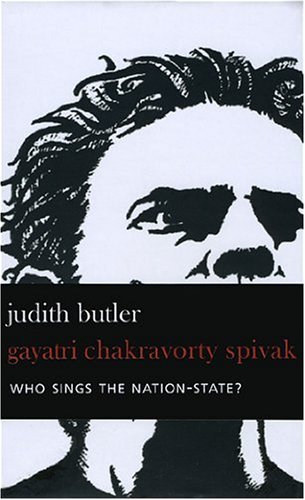 judith butler
gayatri chakravorty spivak
WHO SINGS THE NATION-STATE?